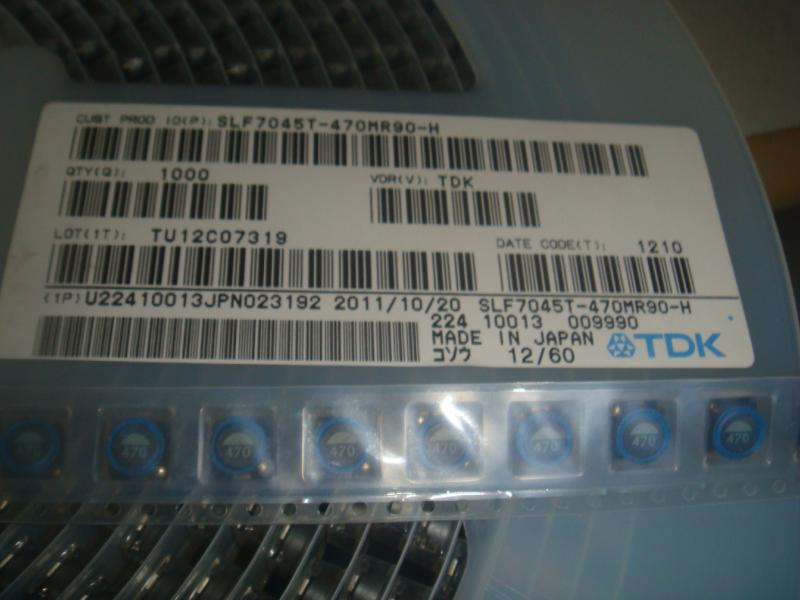 CUST PROD ID(P): SLF7045T-470MR90-H
QTY(Q): 1000
VDR(V): TDK
LOT(1T): TU12C07319
DATE CODE(T): 1210
(1P) U22410013JPN023192 2011/10/20 SLF7045T-470MR90-H
224 10013 009990
MADE IN JAPAN
コソウ 12/60
TDK
470 470 470 470 470 470 470 470